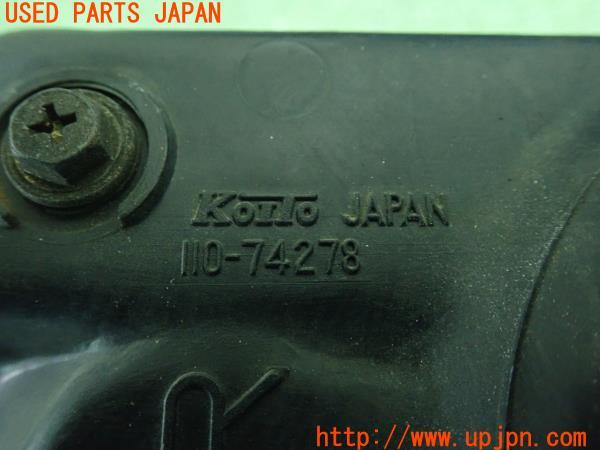 USED PARTS JAPAN
KOITO JAPAN
110-74278
R
http://www.upjpn.com/